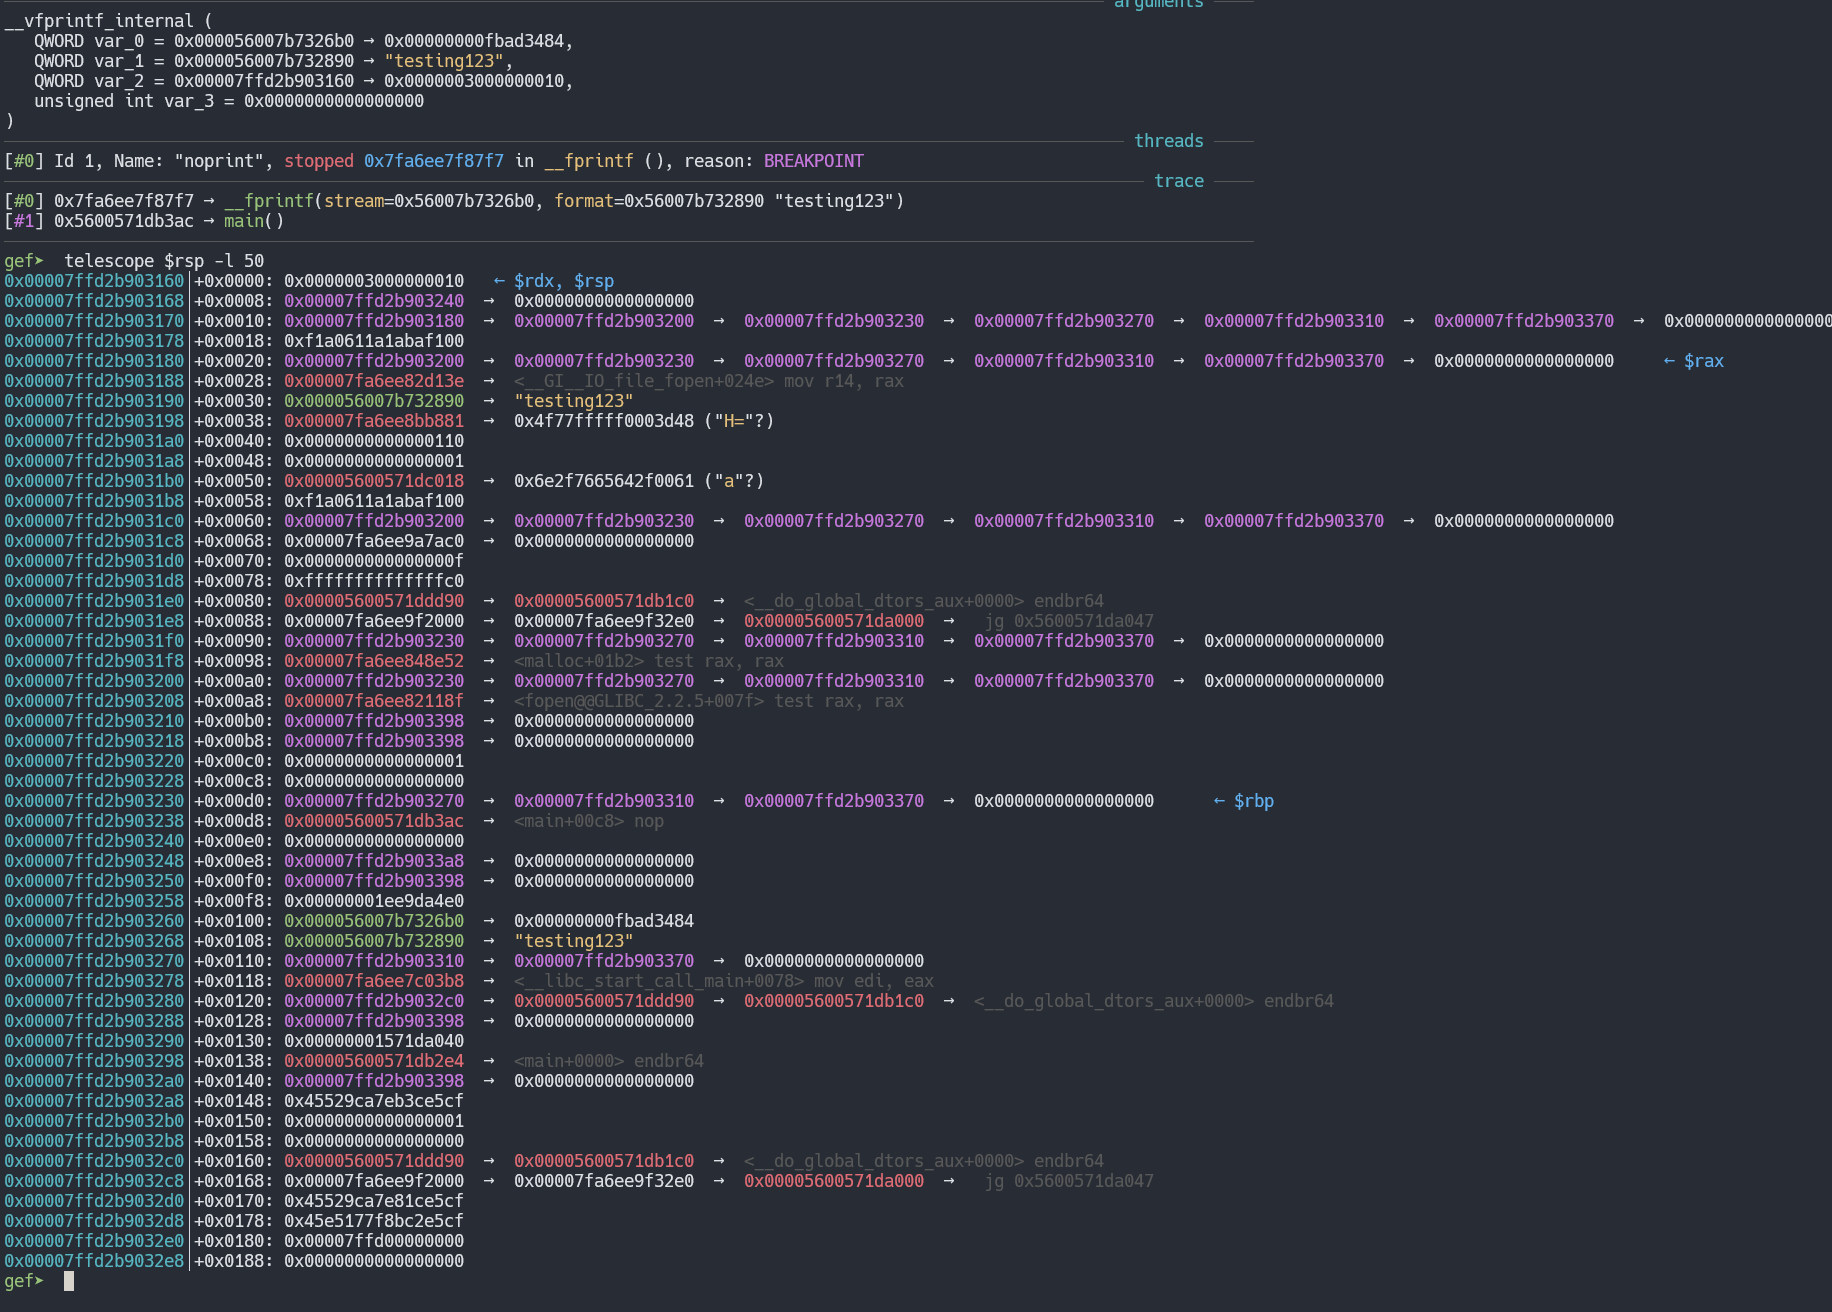 arguments
__vfprintf_internal (
   QWORD var_0 = 0x000056007b7326b0 → 0x00000000fbad3484,
   QWORD var_1 = 0x000056007b732890 → "testing123",
   QWORD var_2 = 0x00007ffd2b903160 → 0x0000003000000010,
   unsigned int var_3 = 0x0000000000000000
)
threads
[#0] Id 1, Name: "noprint", stopped 0x7fa6ee7f87f7 in __fprintf (), reason: BREAKPOINT
trace
[#0] 0x7fa6ee7f87f7 → __fprintf(stream=0x56007b7326b0, format=0x56007b732890 "testing123")
[#1] 0x5600571db3ac → main()
gef➤  telescope $rsp -l 50
0x00007ffd2b903160│+0x0000: 0x0000003000000010   ← $rdx, $rsp
0x00007ffd2b903168│+0x0008: 0x00007ffd2b903240  →  0x0000000000000000
0x00007ffd2b903170│+0x0010: 0x00007ffd2b903180  →  0x00007ffd2b903200  →  0x00007ffd2b903230  →  0x00007ffd2b903270  →  0x00007ffd2b903310  →  0x00007ffd2b903370  →  0x000000000000000
0x00007ffd2b903178│+0x0018: 0xf1a0611a1abaf100
0x00007ffd2b903180│+0x0020: 0x00007ffd2b903200  →  0x00007ffd2b903230  →  0x00007ffd2b903270  →  0x00007ffd2b903310  →  0x00007ffd2b903370  →  0x0000000000000000     ← $rax
0x00007ffd2b903188│+0x0028: 0x00007fa6ee82d13e  →  <__GI__IO_file_fopen+024e> mov r14, rax
0x00007ffd2b903190│+0x0030: 0x000056007b732890  →  "testing123"
0x00007ffd2b903198│+0x0038: 0x00007fa6ee8bb881  →  0x4f77fffff0003d48 ("H="?)
0x00007ffd2b9031a0│+0x0040: 0x0000000000000110
0x00007ffd2b9031a8│+0x0048: 0x0000000000000001
0x00007ffd2b9031b0│+0x0050: 0x00005600571dc018  →  0x6e2f7665642f0061 ("a"?)
0x00007ffd2b9031b8│+0x0058: 0xf1a0611a1abaf100
0x00007ffd2b9031c0│+0x0060: 0x00007ffd2b903200  →  0x00007ffd2b903230  →  0x00007ffd2b903270  →  0x00007ffd2b903310  →  0x00007ffd2b903370  →  0x0000000000000000
0x00007ffd2b9031c8│+0x0068: 0x00007fa6ee9a7ac0  →  0x0000000000000000
0x00007ffd2b9031d0│+0x0070: 0x000000000000000f
0x00007ffd2b9031d8│+0x0078: 0xffffffffffffffc0
0x00007ffd2b9031e0│+0x0080: 0x00005600571ddd90  →  0x00005600571db1c0  →  <__do_global_dtors_aux+0000> endbr64
0x00007ffd2b9031e8│+0x0088: 0x00007fa6ee9f2000  →  0x00007fa6ee9f32e0  →  0x00005600571da000  →   jg 0x5600571da047
0x00007ffd2b9031f0│+0x0090: 0x00007ffd2b903230  →  0x00007ffd2b903270  →  0x00007ffd2b903310  →  0x00007ffd2b903370  →  0x0000000000000000
0x00007ffd2b9031f8│+0x0098: 0x00007fa6ee848e52  →  <malloc+01b2> test rax, rax
0x00007ffd2b903200│+0x00a0: 0x00007ffd2b903230  →  0x00007ffd2b903270  →  0x00007ffd2b903310  →  0x00007ffd2b903370  →  0x0000000000000000
0x00007ffd2b903208│+0x00a8: 0x00007fa6ee82118f  →  <fopen@@GLIBC_2.2.5+007f> test rax, rax
0x00007ffd2b903210│+0x00b0: 0x00007ffd2b903398  →  0x0000000000000000
0x00007ffd2b903218│+0x00b8: 0x00007ffd2b903398  →  0x0000000000000000
0x00007ffd2b903220│+0x00c0: 0x0000000000000001
0x00007ffd2b903228│+0x00c8: 0x0000000000000000
0x00007ffd2b903230│+0x00d0: 0x00007ffd2b903270  →  0x00007ffd2b903310  →  0x00007ffd2b903370  →  0x0000000000000000      ← $rbp
0x00007ffd2b903238│+0x00d8: 0x00005600571db3ac  →  <main+00c8> nop
0x00007ffd2b903240│+0x00e0: 0x0000000000000000
0x00007ffd2b903248│+0x00e8: 0x00007ffd2b9033a8  →  0x0000000000000000
0x00007ffd2b903250│+0x00f0: 0x00007ffd2b903398  →  0x0000000000000000
0x00007ffd2b903258│+0x00f8: 0x00000001ee9da4e0
0x00007ffd2b903260│+0x0100: 0x000056007b7326b0  →  0x00000000fbad3484
0x00007ffd2b903268│+0x0108: 0x000056007b732890  →  "testing123"
0x00007ffd2b903270│+0x0110: 0x00007ffd2b903310  →  0x00007ffd2b903370  →  0x0000000000000000
0x00007ffd2b903278│+0x0118: 0x00007fa6ee7c03b8  →  <__libc_start_call_main+0078> mov edi, eax
0x00007ffd2b903280│+0x0120: 0x00007ffd2b9032c0  →  0x00005600571ddd90  →  0x00005600571db1c0  →  <__do_global_dtors_aux+0000> endbr64
0x00007ffd2b903288│+0x0128: 0x00007ffd2b903398  →  0x0000000000000000
0x00007ffd2b903290│+0x0130: 0x00000001571da040
0x00007ffd2b903298│+0x0138: 0x00005600571db2e4  →  <main+0000> endbr64
0x00007ffd2b9032a0│+0x0140: 0x00007ffd2b903398  →  0x0000000000000000
0x00007ffd2b9032a8│+0x0148: 0x45529ca7eb3ce5cf
0x00007ffd2b9032b0│+0x0150: 0x0000000000000001
0x00007ffd2b9032b8│+0x0158: 0x0000000000000000
0x00007ffd2b9032c0│+0x0160: 0x00005600571ddd90  →  0x00005600571db1c0  →  <__do_global_dtors_aux+0000> endbr64
0x00007ffd2b9032c8│+0x0168: 0x00007fa6ee9f2000  →  0x00007fa6ee9f32e0  →  0x00005600571da000  →   jg 0x5600571da047
0x00007ffd2b9032d0│+0x0170: 0x45529ca7e81ce5cf
0x00007ffd2b9032d8│+0x0178: 0x45e5177f8bc2e5cf
0x00007ffd2b9032e0│+0x0180: 0x00007ffd00000000
0x00007ffd2b9032e8│+0x0188: 0x0000000000000000
gef➤